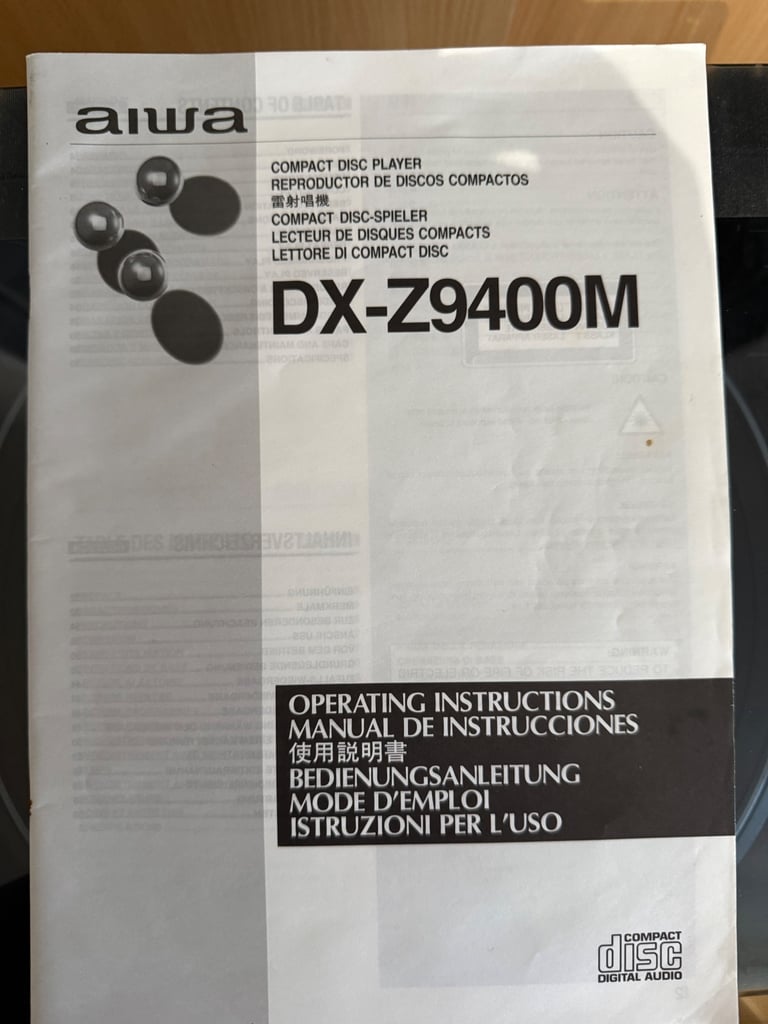 aiwa
COMPACT DISC PLAYER
REPRODUCTOR DE DISCOS COMPACTOS
雷射唱機
COMPACT DISC-SPIELER
LECTEUR DE DISQUES COMPACTS
LETTORE DI COMPACT DISC
DX-Z9400M
OPERATING INSTRUCTIONS
MANUAL DE INSTRUCCIONES
使用說明書
BEDIENUNGSANLEITUNG
MODE D'EMPLOI
ISTRUZIONI PER L'USO
COMPACT
disc
DIGITAL AUDIO